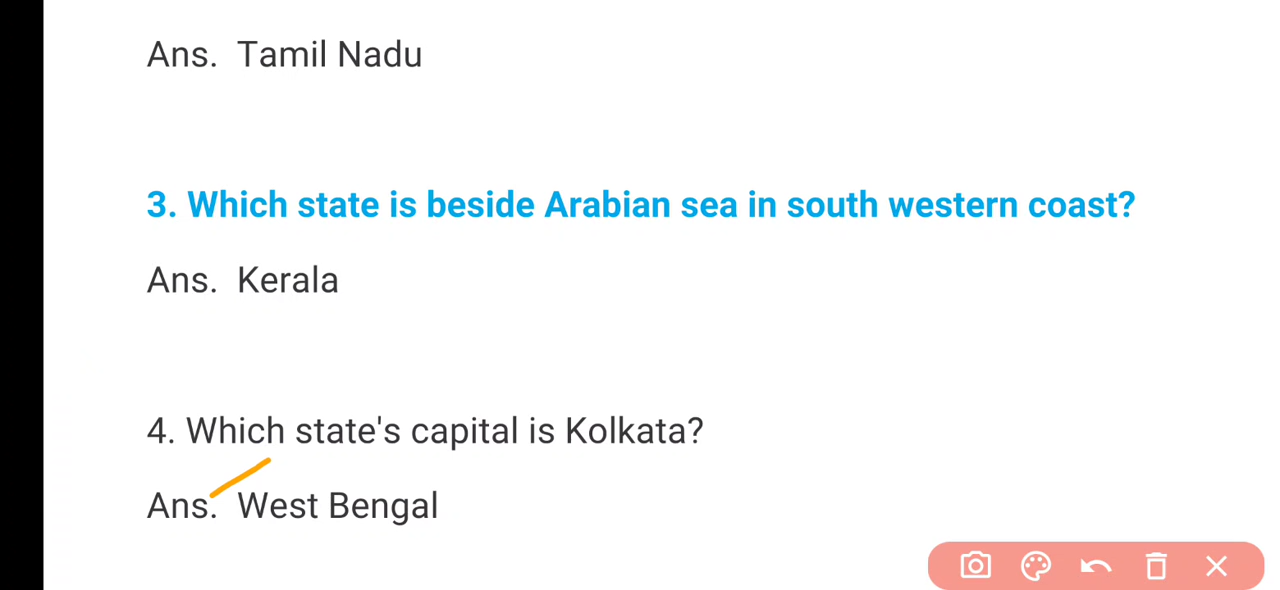 Ans. Tamil Nadu
3. Which state is beside Arabian sea in south western coast?
Ans. Kerala
4. Which state's capital is Kolkata?
Ans. West Bengal